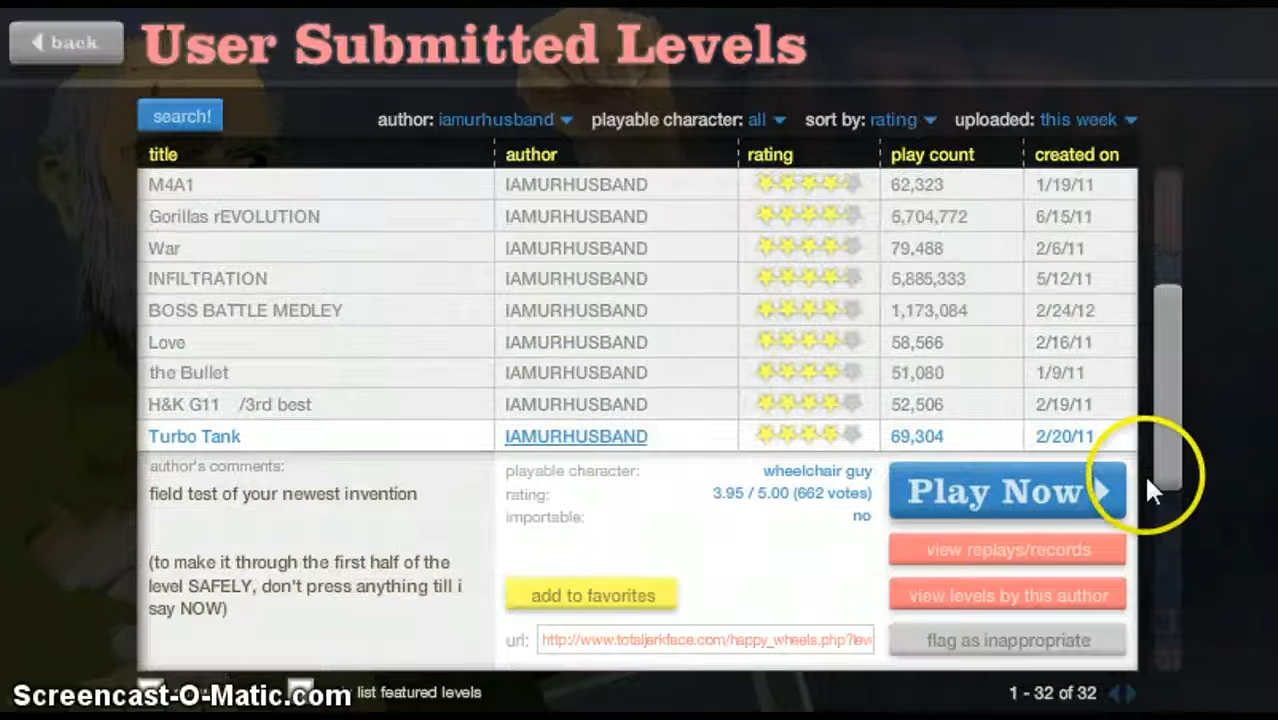 back
User Submitted Levels
search!
author: iamurhusband playable character: all sort by: rating uploaded: this week
title author rating play count created on
M4A1 IAMURHUSBAND 62,323 1/19/11
Gorillas rEVOLUTION IAMURHUSBAND 5,704,772 6/15/11
War IAMURHUSBAND 79,488 2/6/11
INFILTRATION IAMURHUSBAND 5,885,333 5/12/11
BOSS BATTLE MEDLEY IAMURHUSBAND 1,173,084 2/24/12
Love IAMURHUSBAND 58,566 2/16/11
the Bullet IAMURHUSBAND 51,080 1/9/11
H&K G11 /3rd best IAMURHUSBAND 52,506 2/19/11
Turbo Tank IAMURHUSBAND 69,304 2/20/11
author's comments:
field test of your newest invention
(to make it through the first half of the
level SAFELY, don't press anything till i
say NOW)
playable character: wheelchair guy
rating: 3.95 / 5.00 (662 votes)
importable: no
add to favorites
url: http://www.totaljerkface.com/happy_wheels.php?lev
Play Now
view replays/records
view levels by this author
flag as inappropriate
list featured levels
1 - 32 of 32
Screencast-O-Matic.com